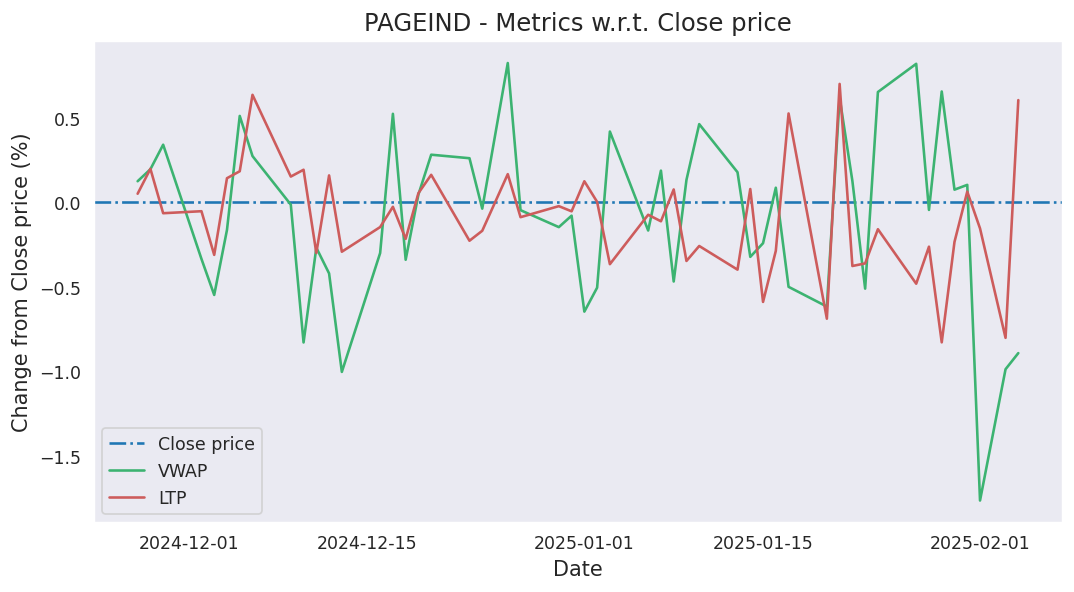 PAGEIND - Metrics w.r.t. Close price
Change from Close price (%)
0.5
0.0
−0.5
−1.0
−1.5
Close price
VWAP
LTP
2024-12-01
2024-12-15
2025-01-01
2025-01-15
2025-02-01
Date